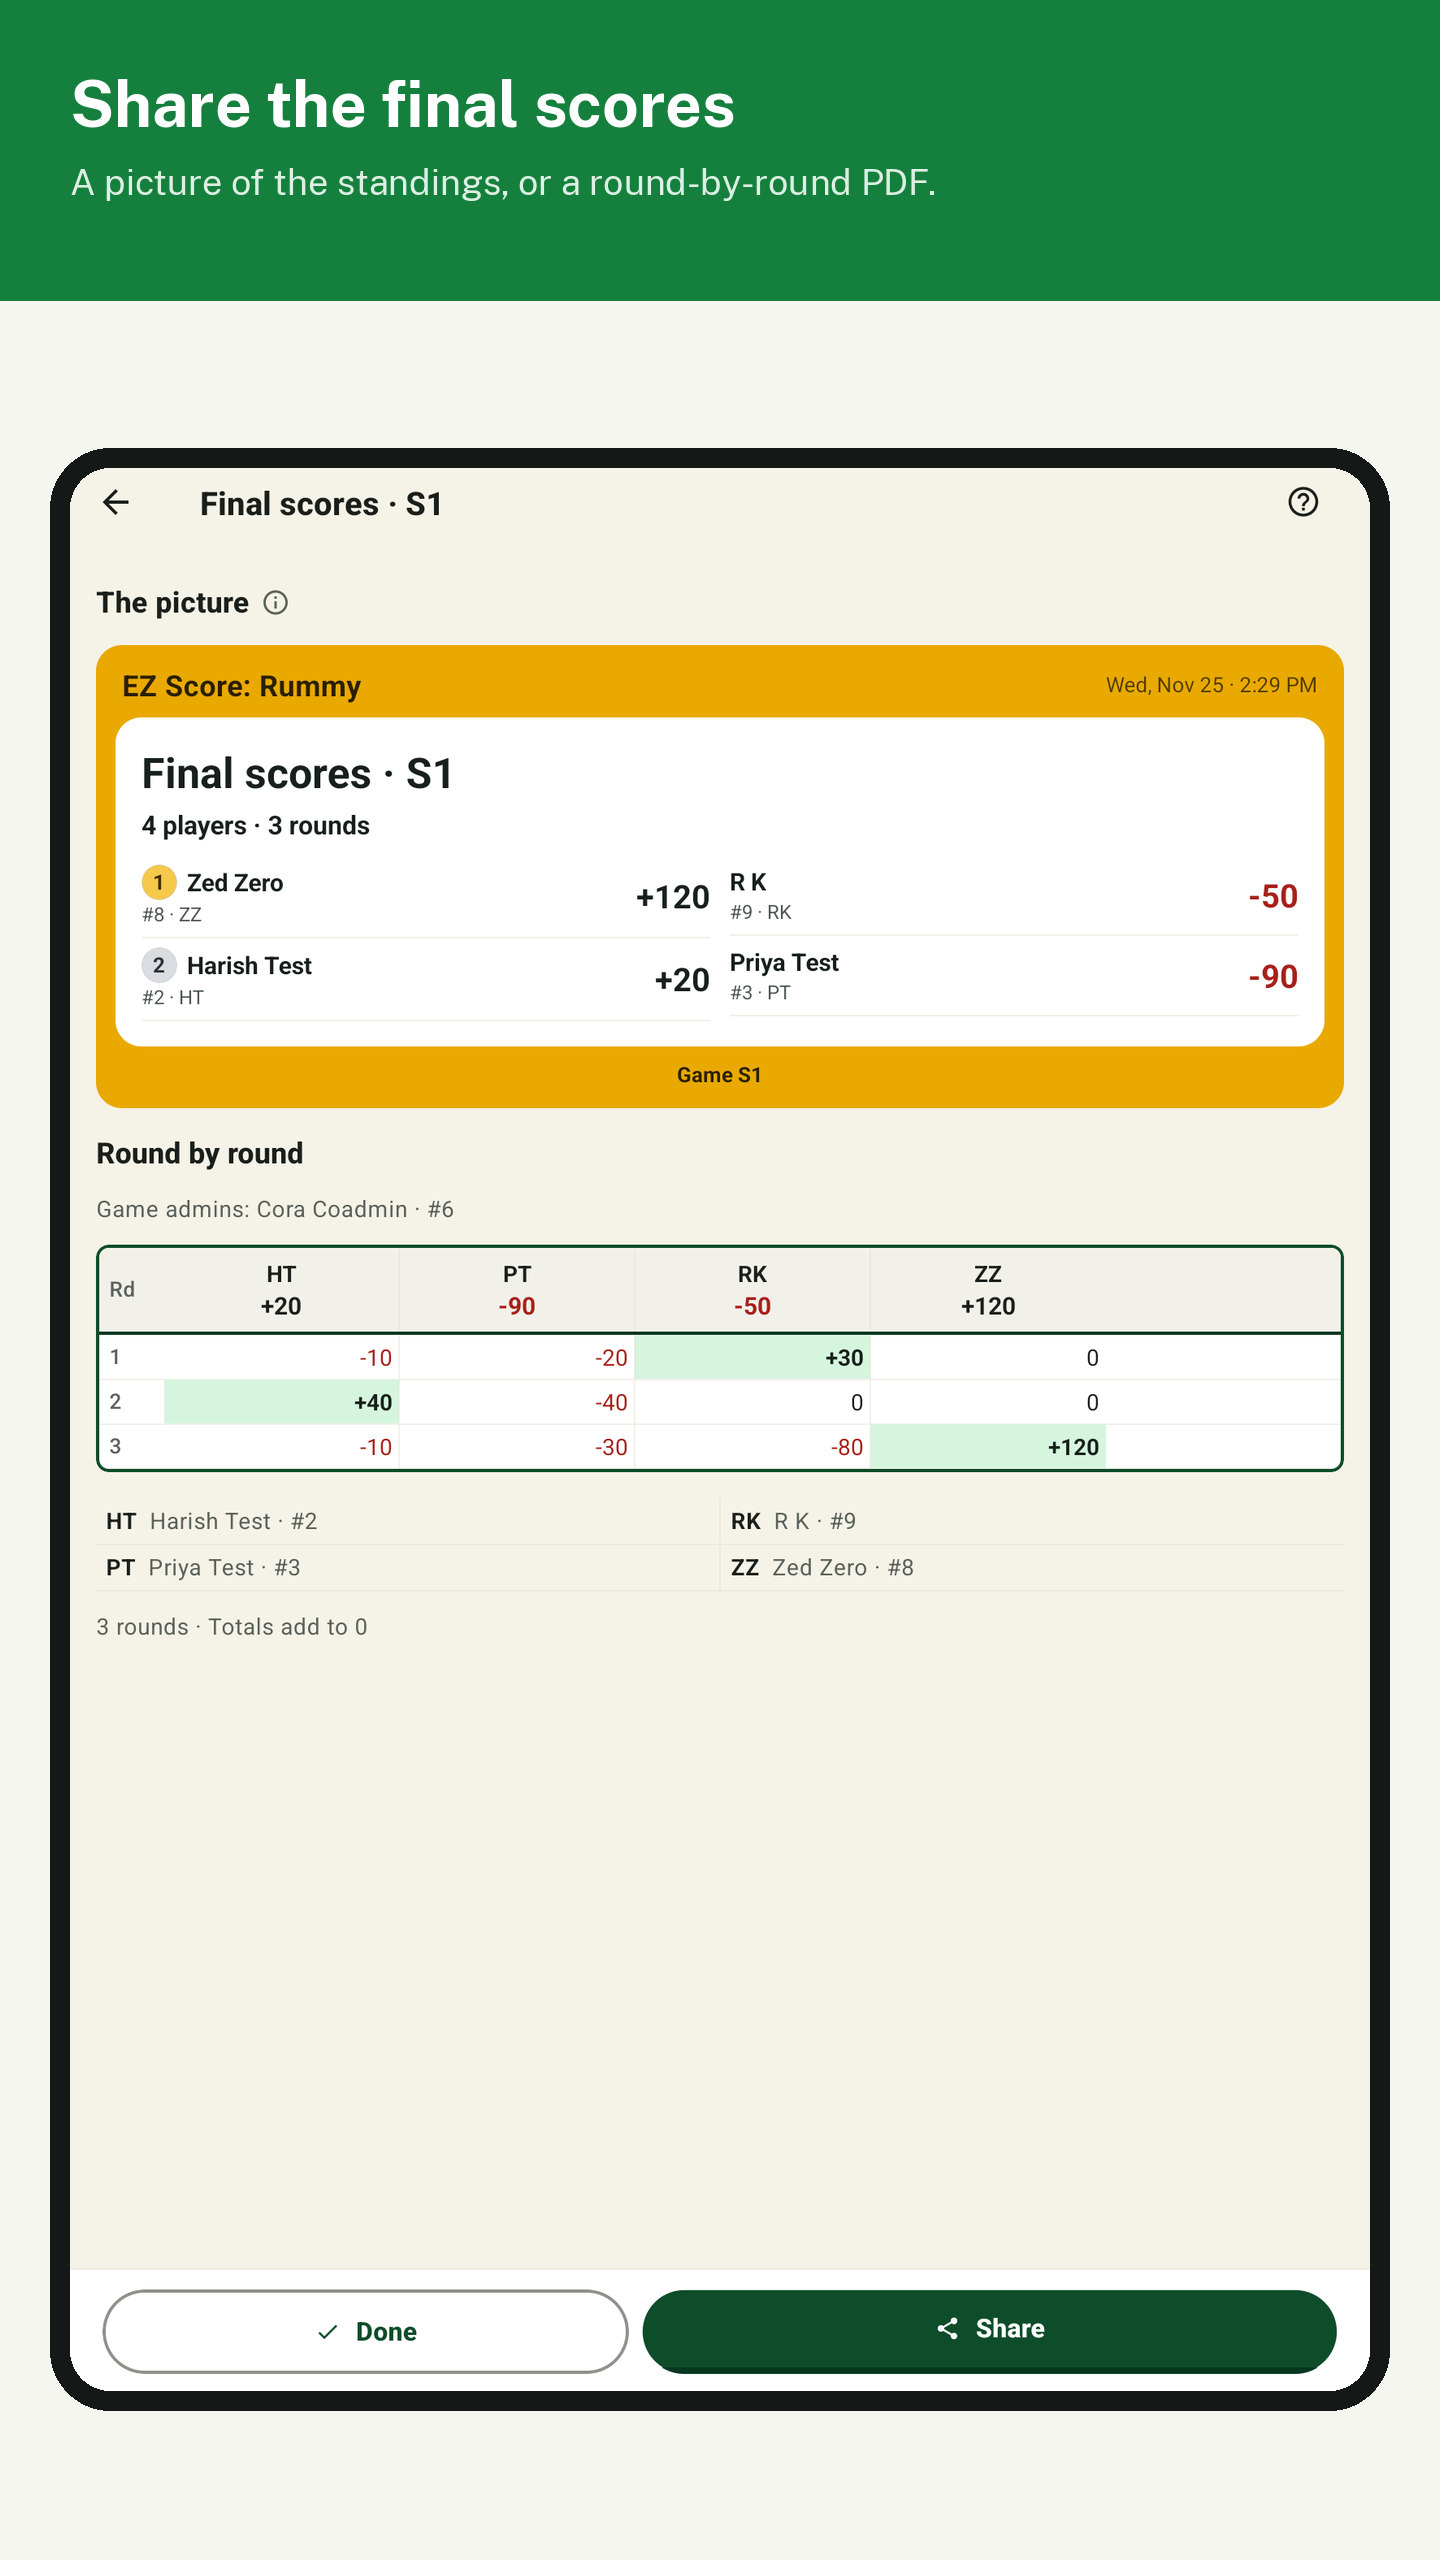 Share the final scores
A picture of the standings, or a round-by-round PDF.
Final scores · S1
The picture
EZ Score: Rummy
Wed, Nov 25 · 2:29 PM
Final scores · S1
4 players · 3 rounds
1 Zed Zero +120
#8 · ZZ
2 Harish Test +20
#2 · HT
R K -50
#9 · RK
Priya Test -90
#3 · PT
Game S1
Round by round
Game admins: Cora Coadmin · #6
Rd HT PT RK ZZ
+20 -90 -50 +120
1 -10 -20 +30 0
2 +40 -40 0 0
3 -10 -30 -80 +120
HT Harish Test · #2 RK R K · #9
PT Priya Test · #3 ZZ Zed Zero · #8
3 rounds · Totals add to 0
Done Share